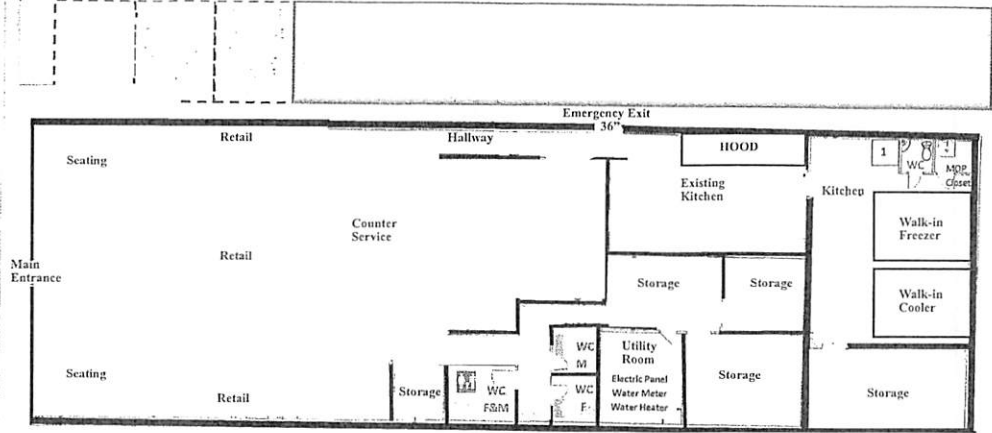 Emergency Exit
36"
Retail
Hallway
Seating
HOOD
1
WC
MOP
Closet
Existing
Kitchen
Kitchen
Counter
Service
Walk-in
Freezer
Retail
Main
Entrance
Storage
Storage
Walk-in
Cooler
WC
M
Utility
Room
Seating
Storage
Electric Panel
Water Meter
Water Heator
WC
F&M
WC
F
Storage
Storage
Retail